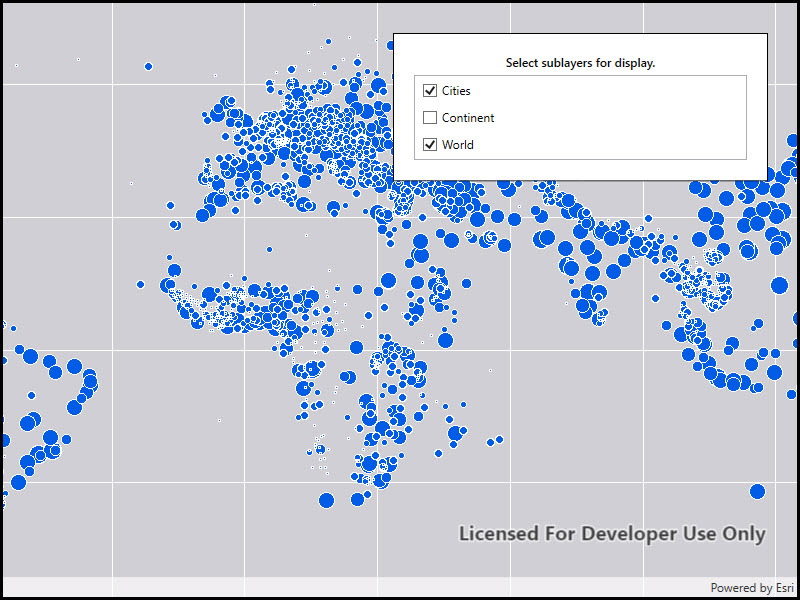 Select sublayers for display.
Cities
Continent
World
Licensed For Developer Use Only
Powered by Esri